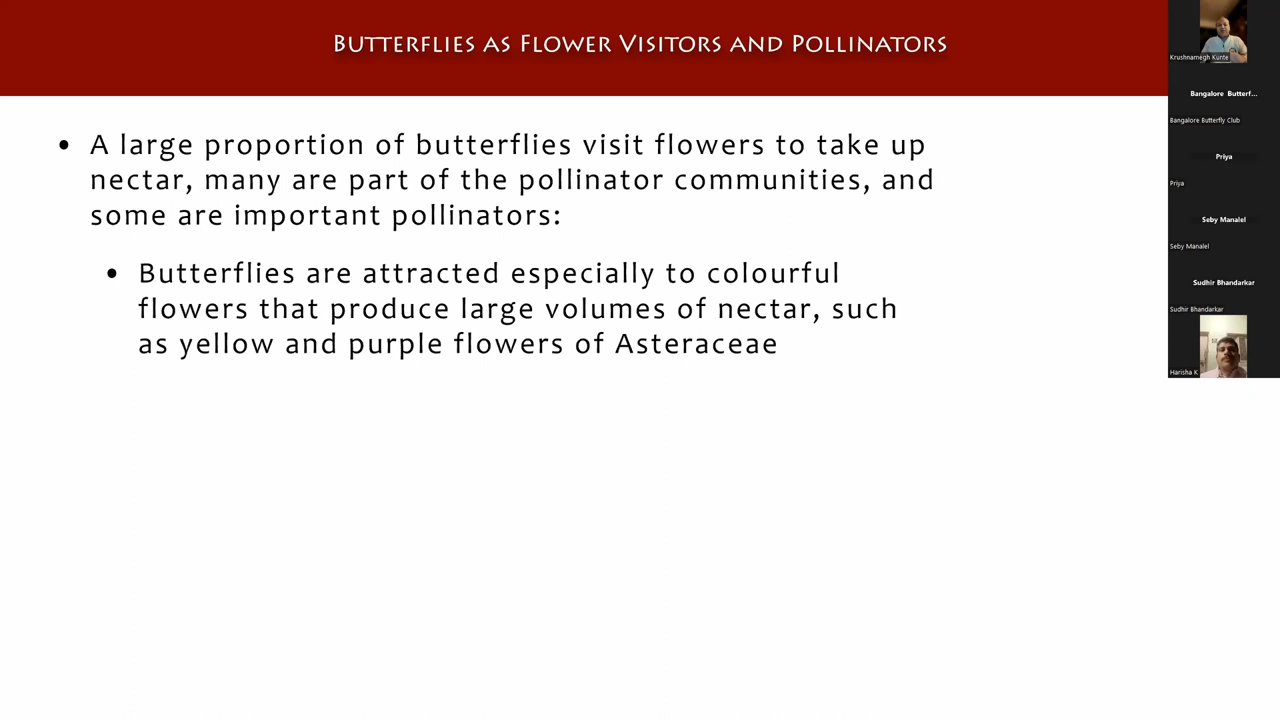 Butterflies as Flower Visitors and Pollinators
• A large proportion of butterflies visit flowers to take up
nectar, many are part of the pollinator communities, and
some are important pollinators:
• Butterflies are attracted especially to colourful
flowers that produce large volumes of nectar, such
as yellow and purple flowers of Asteraceae
Krushnamegh Kunte
Bangalore Butterf...
Bangalore Butterfly Club
Priya
Priya
Seby Manalel
Seby Manalel
Sudhir Bhandarkar
Sudhir Bhandarkar
Harisha K